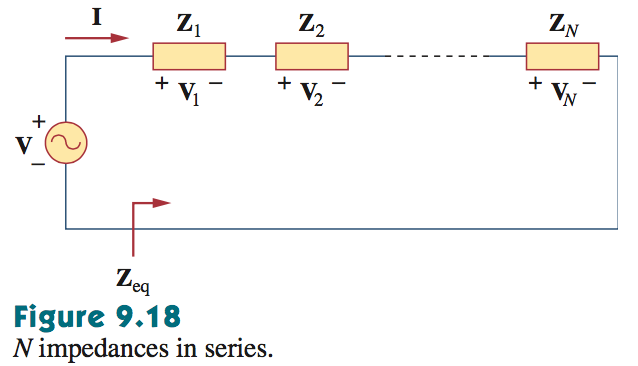 I Z1 Z2 ZN
+ V1 − + V2 − + VN −
+
V
−
Zeq
Figure 9.18
N impedances in series.